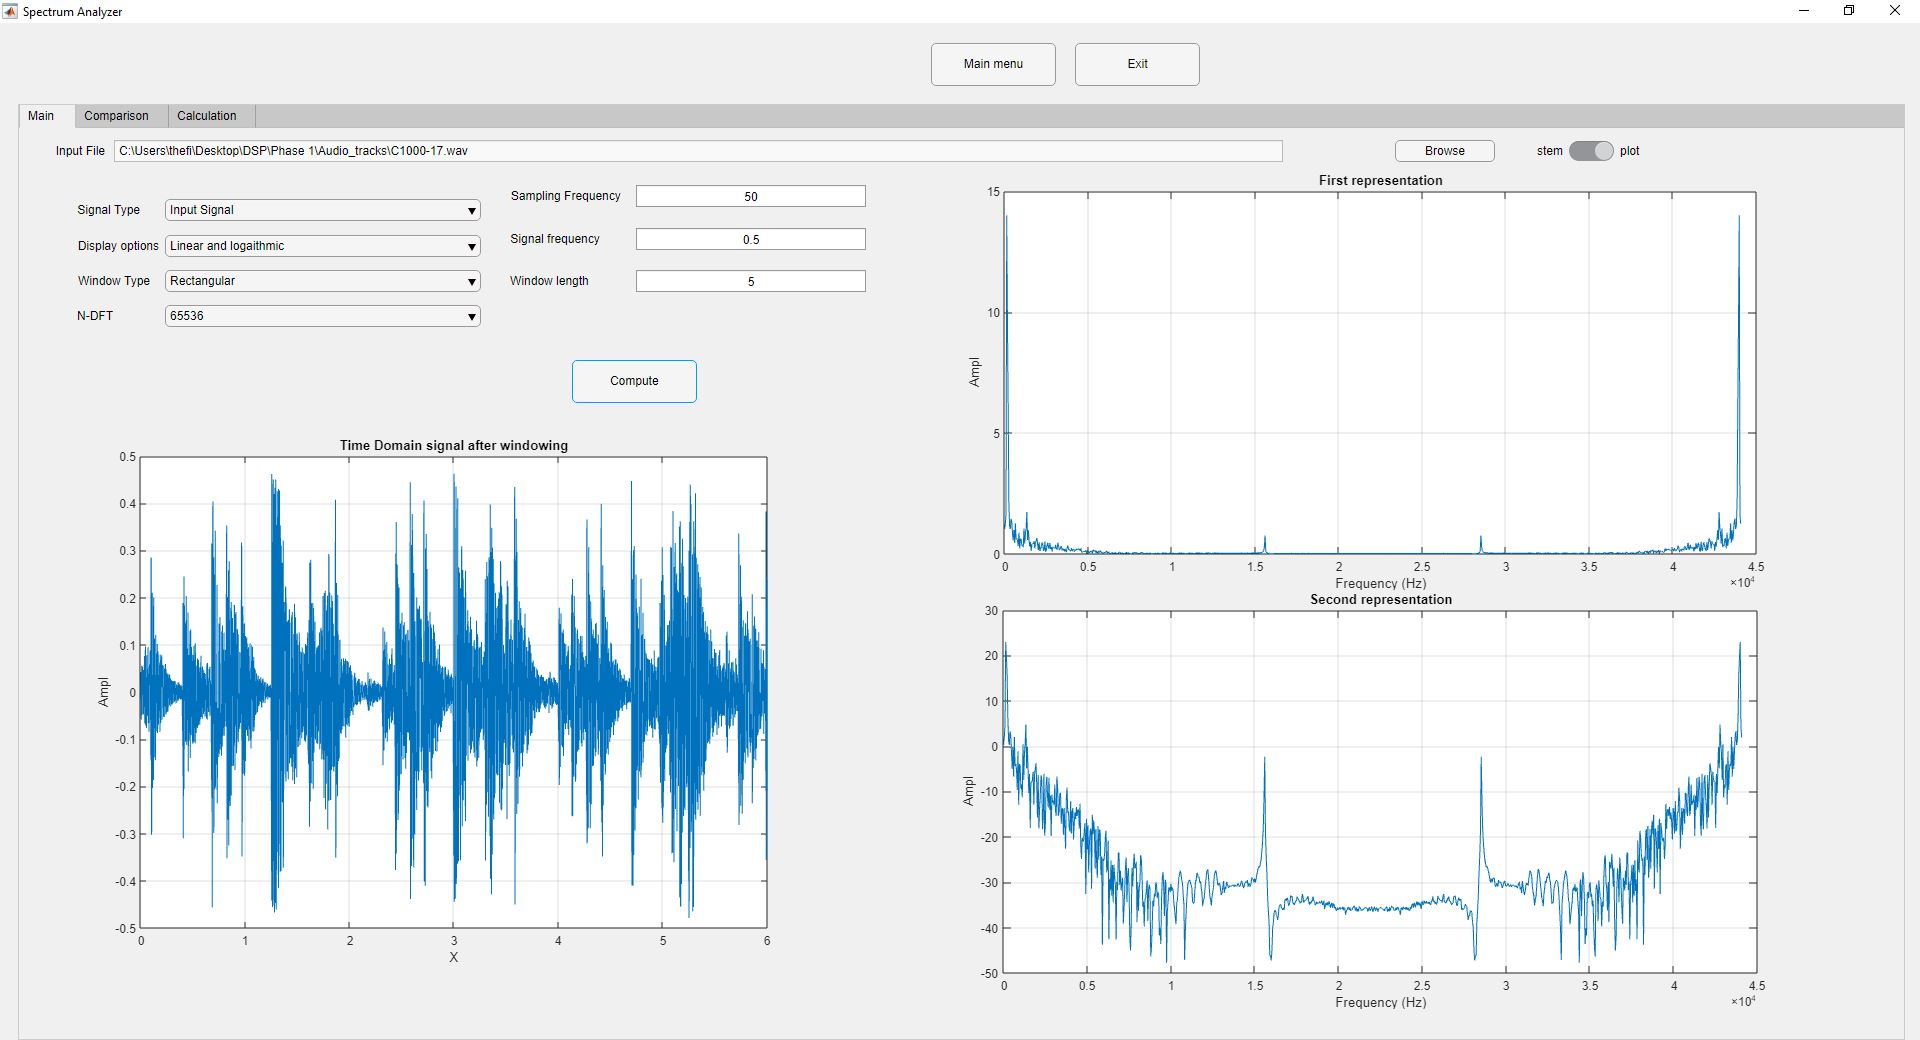 Spectrum Analyzer
Main menu Exit
Main Comparison Calculation
Input File C:\Users\thefi\Desktop\DSP\Phase 1\Audio_tracks\C1000-17.wav Browse stem plot
Signal Type Input Signal
Display options Linear and logaithmic
Window Type Rectangular
N-DFT 65536
Sampling Frequency 50
Signal frequency 0.5
Window length 5
Compute
Time Domain signal after windowing
Ampl
0.5
0.4
0.3
0.2
0.1
0
-0.1
-0.2
-0.3
-0.4
-0.5
0 1 2 3 4 5 6
X
First representation
Ampl
15
10
5
0
0 0.5 1 1.5 2 2.5 3 3.5 4 4.5
Frequency (Hz) ×10⁴
Second representation
Ampl
30
20
10
0
-10
-20
-30
-40
-50
0 0.5 1 1.5 2 2.5 3 3.5 4 4.5
Frequency (Hz) ×10⁴